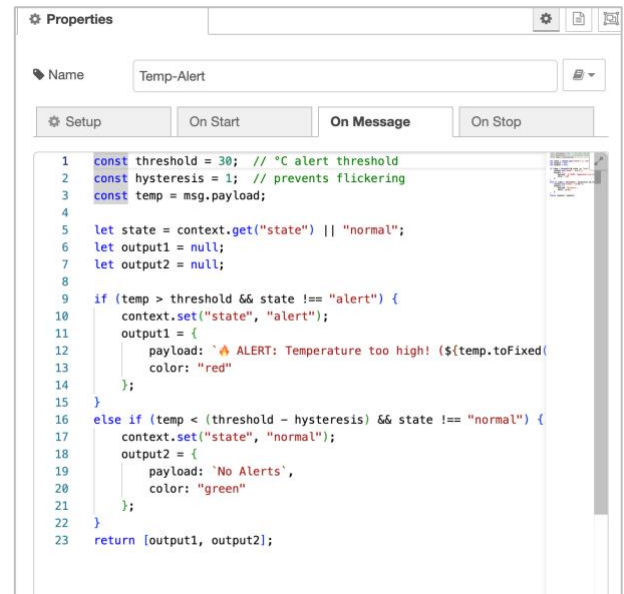 Properties
Name
Temp-Alert
Setup On Start On Message On Stop
1 const threshold = 30; // °C alert threshold
2 const hysteresis = 1; // prevents flickering
3 const temp = msg.payload;
4
5 let state = context.get("state") || "normal";
6 let output1 = null;
7 let output2 = null;
8
9 if (temp > threshold && state !== "alert") {
10 context.set("state", "alert");
11 output1 = {
12 payload: `🔥 ALERT: Temperature too high! (${temp.toFixed(
13 color: "red"
14 };
15 }
16 else if (temp < (threshold - hysteresis) && state !== "normal") {
17 context.set("state", "normal");
18 output2 = {
19 payload: `No Alerts`,
20 color: "green"
21 };
22 }
23 return [output1, output2];